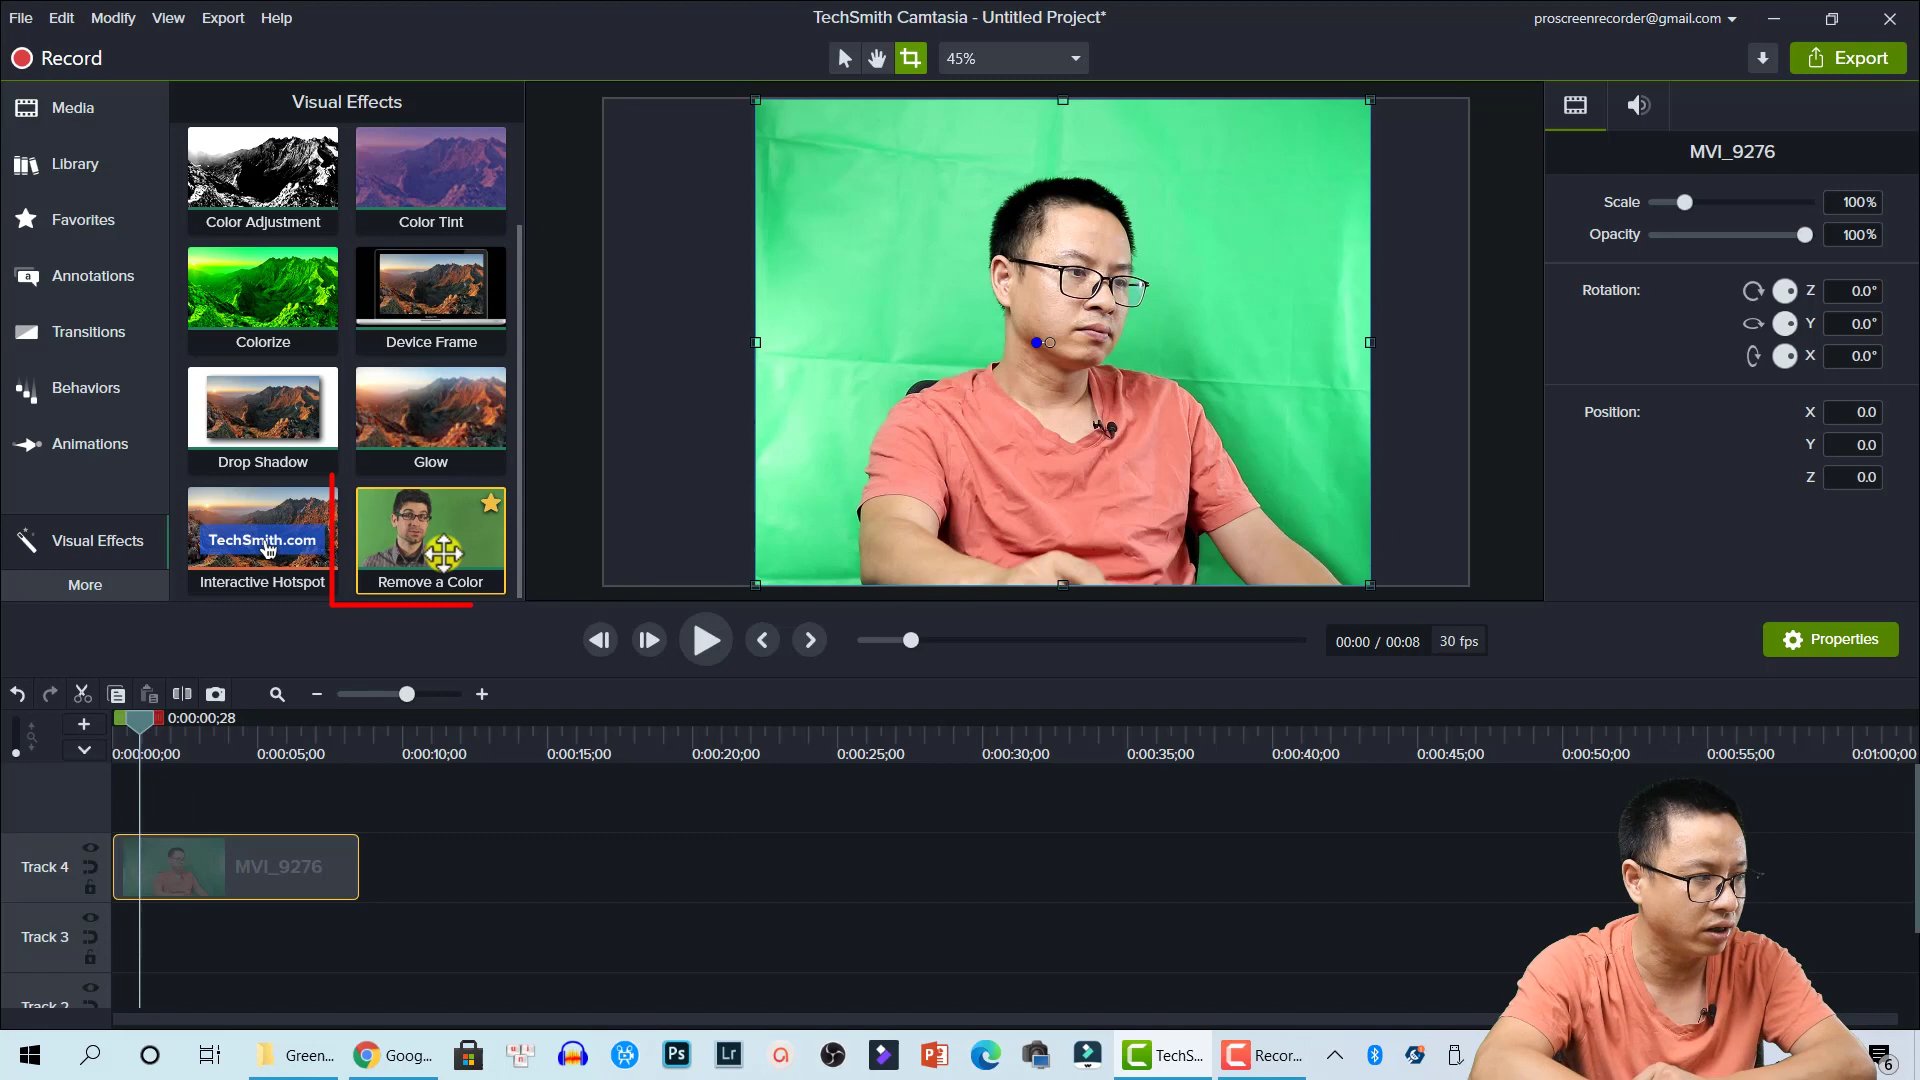 File Edit Modify View Export Help
TechSmith Camtasia - Untitled Project*
proscreenrecorder@gmail.com
Record
45%
Export
Media
Library
Favorites
Annotations
Transitions
Behaviors
Animations
Visual Effects
More
Visual Effects
Color Adjustment
Color Tint
Colorize
Device Frame
Drop Shadow
Glow
TechSmith.com
Interactive Hotspot
Remove a Color
MVI_9276
Scale 100%
Opacity 100%
Rotation: Z 0.0°
Y 0.0°
X 0.0°
Position: X 0.0
Y 0.0
Z 0.0
00:00 / 00:08 30 fps
Properties
0:00:00;28
0:00:00;00 0:00:05;00 0:00:10;00 0:00:15;00 0:00:20;00 0:00:25;00 0:00:30;00 0:00:35;00 0:00:40;00 0:00:45;00 0:00:50;00 0:00:55;00 0:01:00;00
Track 4
MVI_9276
Track 3
Track 2
Green...
Goog...
Ps
Lr
TechS...
Recor...
6